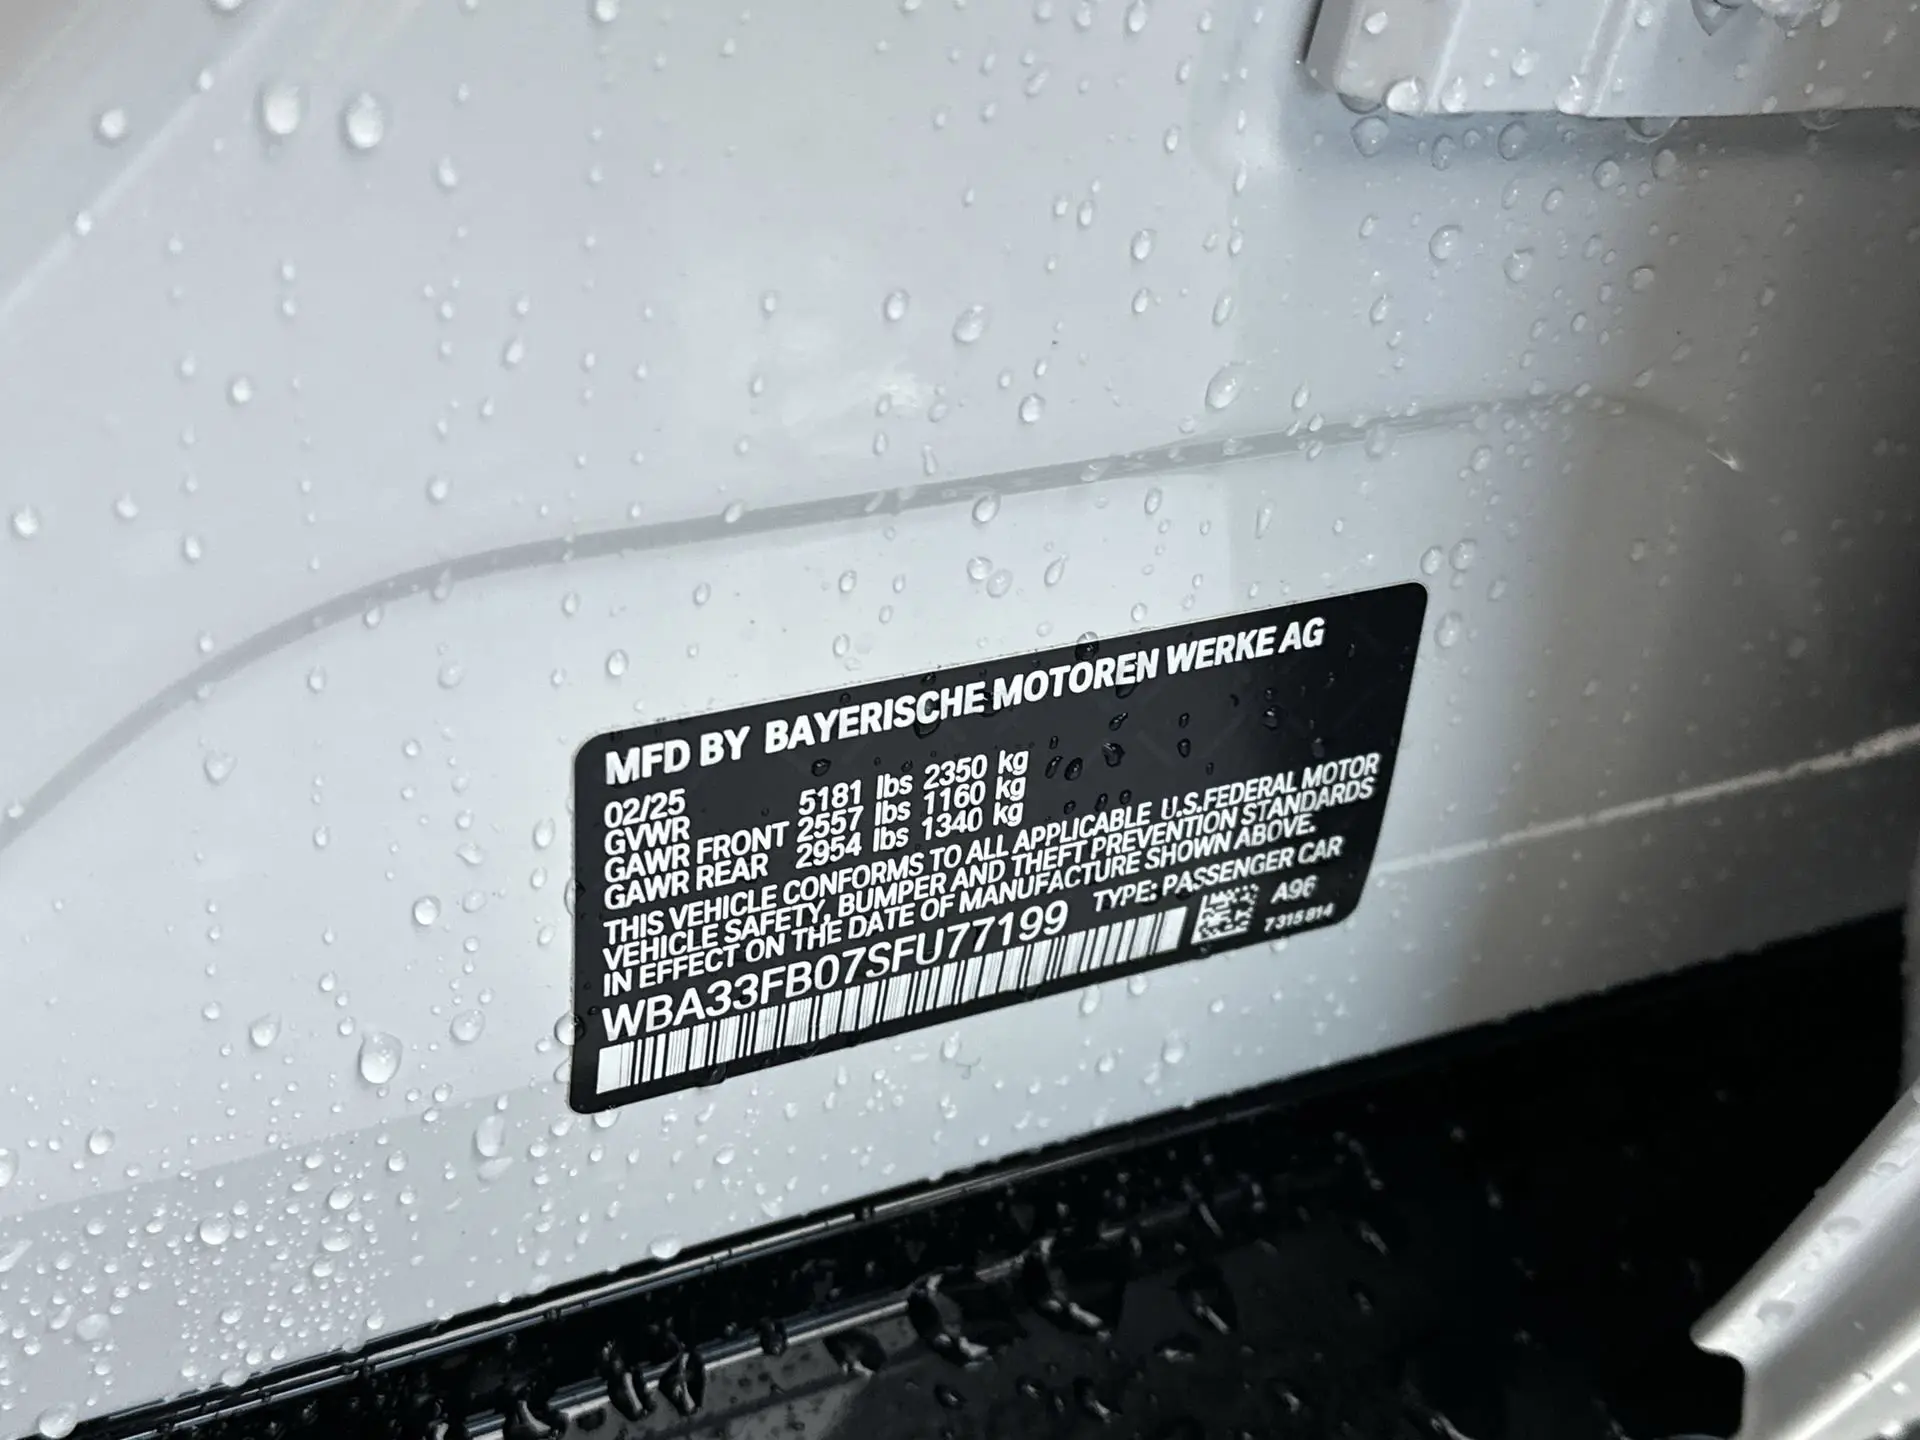 MFD BY BAYERISCHE MOTOREN WERKE AG
02/25
GVWR 5181 lbs 2350 kg
GAWR FRONT 2557 lbs 1160 kg
GAWR REAR 2954 lbs 1340 kg
THIS VEHICLE CONFORMS TO ALL APPLICABLE U.S.FEDERAL MOTOR
VEHICLE SAFETY, BUMPER AND THEFT PREVENTION STANDARDS
IN EFFECT ON THE DATE OF MANUFACTURE SHOWN ABOVE.
WBA33FB07SFU77199 TYPE: PASSENGER CAR
A96
7315814